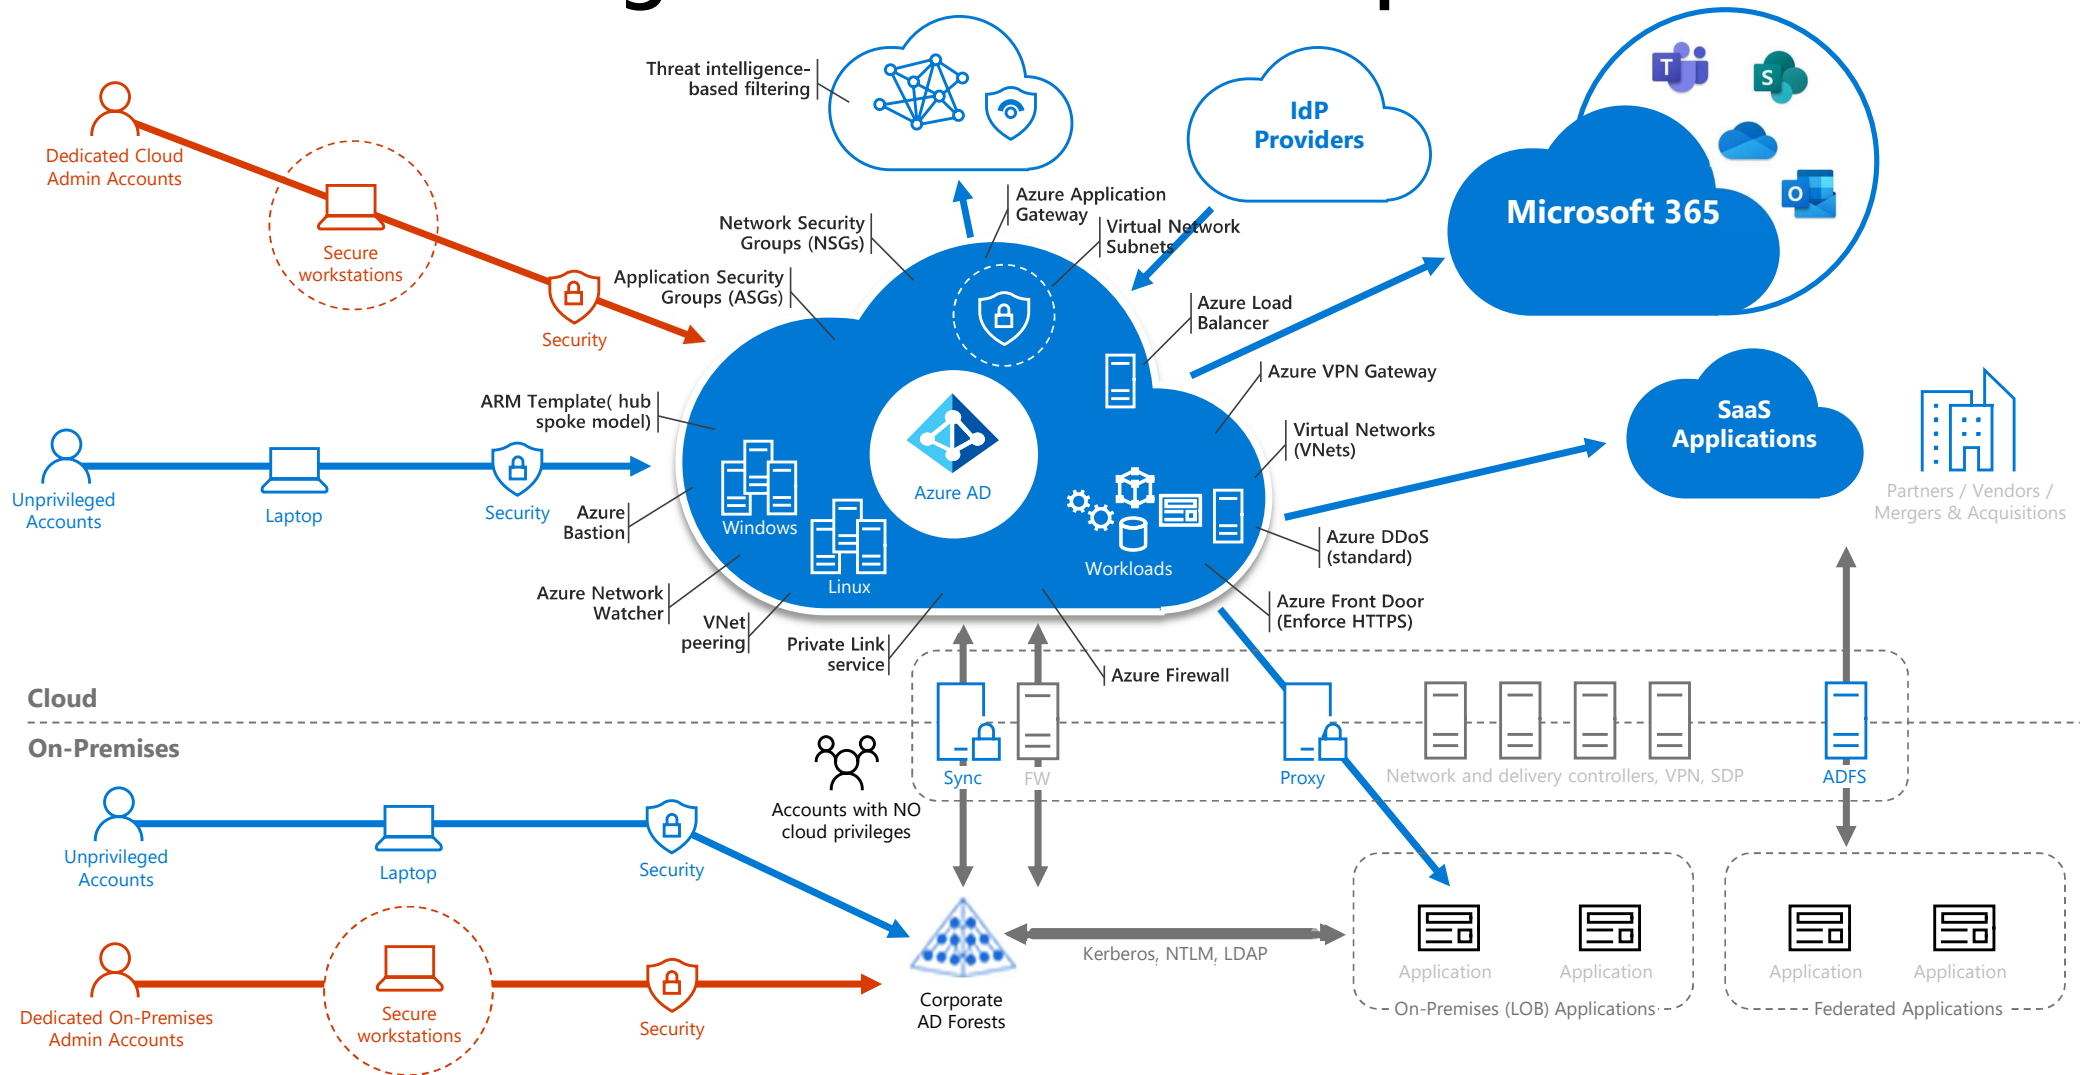 Threat intelligence-
based filtering
IdP
Providers
T
S
O
Microsoft 365
Dedicated Cloud
Admin Accounts
Secure
workstations
Security
Network Security
Groups (NSGs)
Azure Application
Gateway
Virtual Network
Subnets
Application Security
Groups (ASGs)
Azure Load
Balancer
Azure VPN Gateway
ARM Template( hub
spoke model)
Virtual Networks
(VNets)
SaaS
Applications
Partners / Vendors /
Mergers & Acquisitions
Unprivileged
Accounts
Laptop
Security
Azure
Bastion
Windows
Linux
Azure AD
Workloads
Azure DDoS
(standard)
Azure Network
Watcher
VNet
peering
Private Link
service
Azure Firewall
Azure Front Door
(Enforce HTTPS)
Cloud
On-Premises
Sync
FW
Proxy
Network and delivery controllers, VPN, SDP
ADFS
Accounts with NO
cloud privileges
Unprivileged
Accounts
Laptop
Security
Dedicated On-Premises
Admin Accounts
Secure
workstations
Security
Corporate
AD Forests
Kerberos, NTLM, LDAP
Application
Application
On-Premises (LOB) Applications
Application
Application
Federated Applications